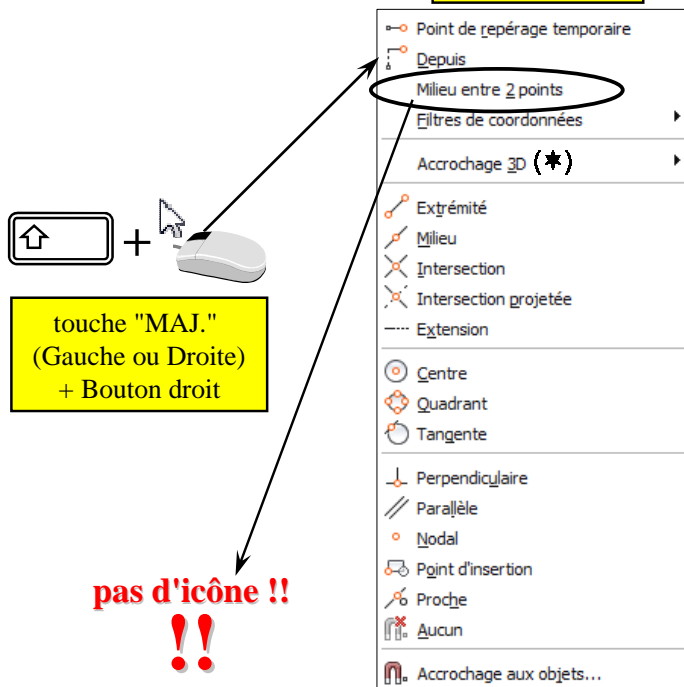 Point de repérage temporaire
Depuis
Milieu entre 2 points
Filtres de coordonnées
Accrochage 3D (*)
Extrémité
Milieu
Intersection
Intersection projetée
Extension
Centre
Quadrant
Tangente
Perpendiculaire
Parallèle
Nodal
Point d'insertion
Proche
Aucun
Accrochage aux objets...
+
touche "MAJ."
(Gauche ou Droite)
+ Bouton droit
pas d'icône !!
!!